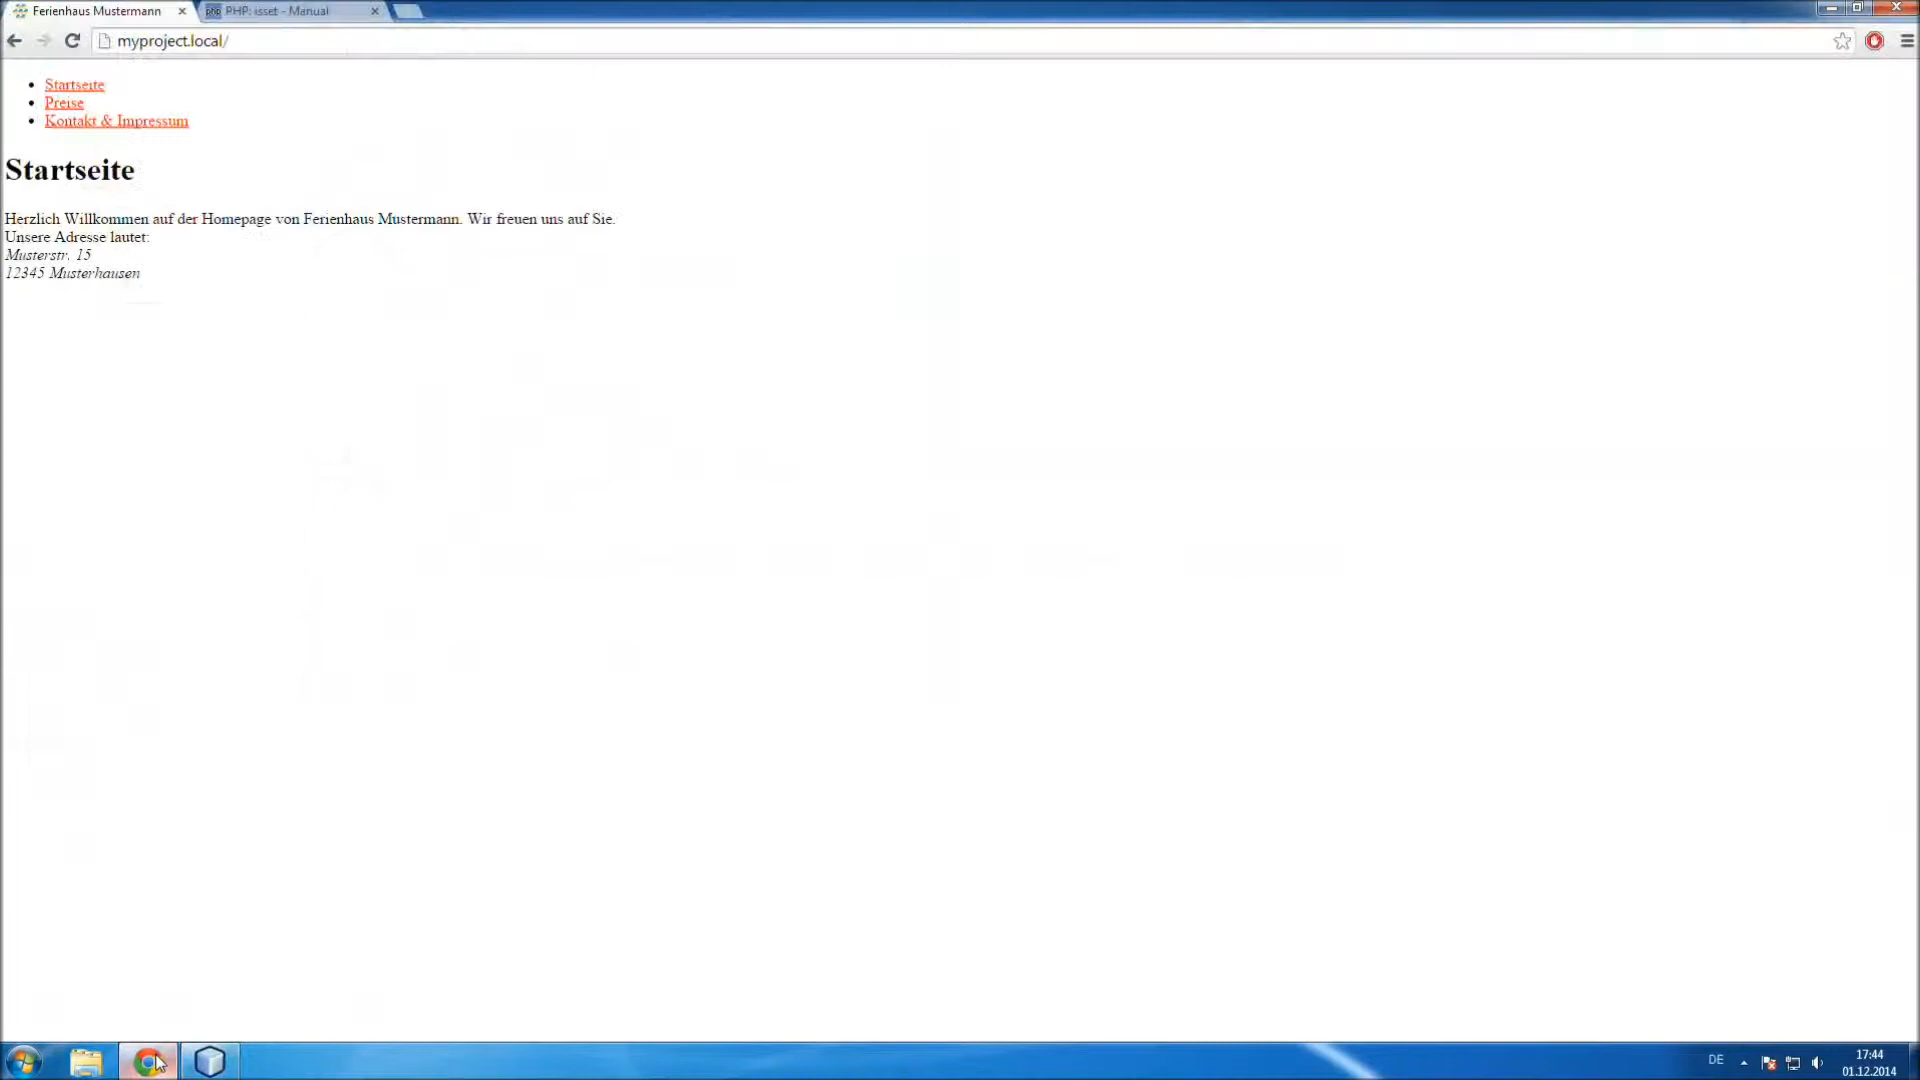 Ferienhaus Mustermann
PHP: isset - Manual
myproject.local/
Startseite
Preise
Kontakt & Impressum
Startseite
Herzlich Willkommen auf der Homepage von Ferienhaus Mustermann. Wir freuen uns auf Sie.
Unsere Adresse lautet:
Musterstr. 15
12345 Musterhausen
DE
17:44
01.12.2014